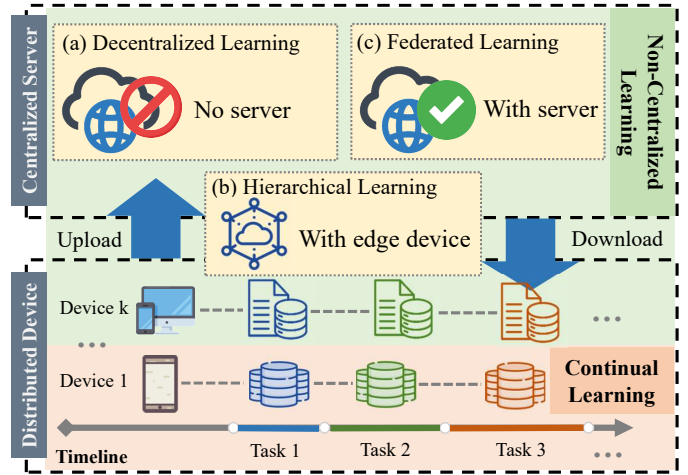 Centralized Server
(a) Decentralized Learning
No server
(c) Federated Learning
With server
Non-Centralized
Learning
(b) Hierarchical Learning
With edge device
Upload
Download
Distributed Device
Device k
...
...
Device 1
Continual
Learning
Timeline
Task 1
Task 2
Task 3
...